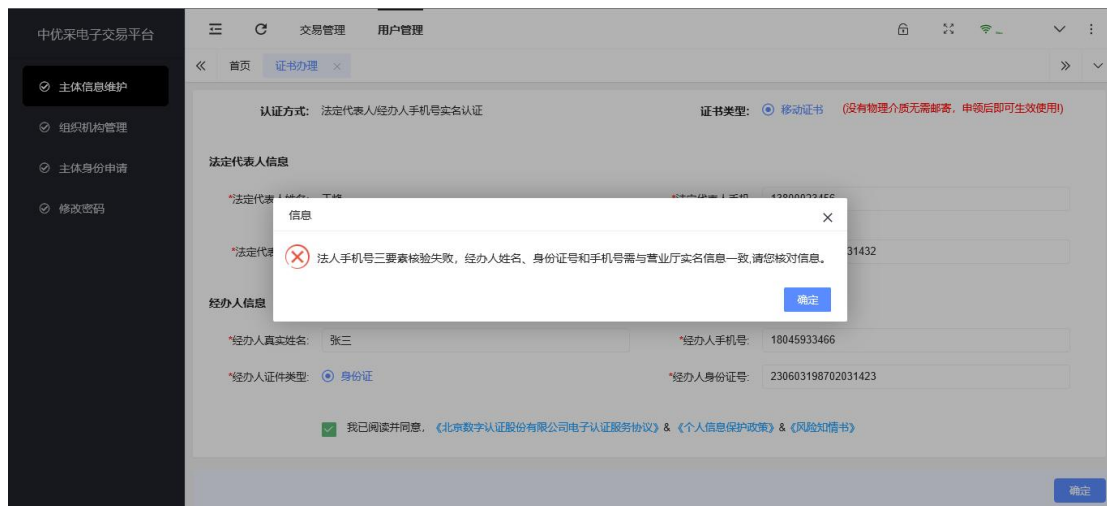 中优采电子交易平台
交易管理 用户管理
首页 证书办理 ×
主体信息维护
组织机构管理
主体身份申请
修改密码
认证方式: 法定代表人/经办人手机号实名认证 证书类型: 移动证书 (没有物理介质无需邮寄，申领后即可生效使用!)
法定代表人信息
*法定代表
信息 ×
法人手机号三要素核验失败，经办人姓名、身份证号和手机号需与营业厅实名信息一致,请您核对信息。
*法定代表 31432
确定
经办人信息
*经办人真实姓名: 张三 *经办人手机号: 18045933466
*经办人证件类型: 身份证 *经办人身份证号: 230603198702031423
我已阅读并同意，《北京数字认证股份有限公司电子认证服务协议》&《个人信息保护政策》&《风险知情书》
确定